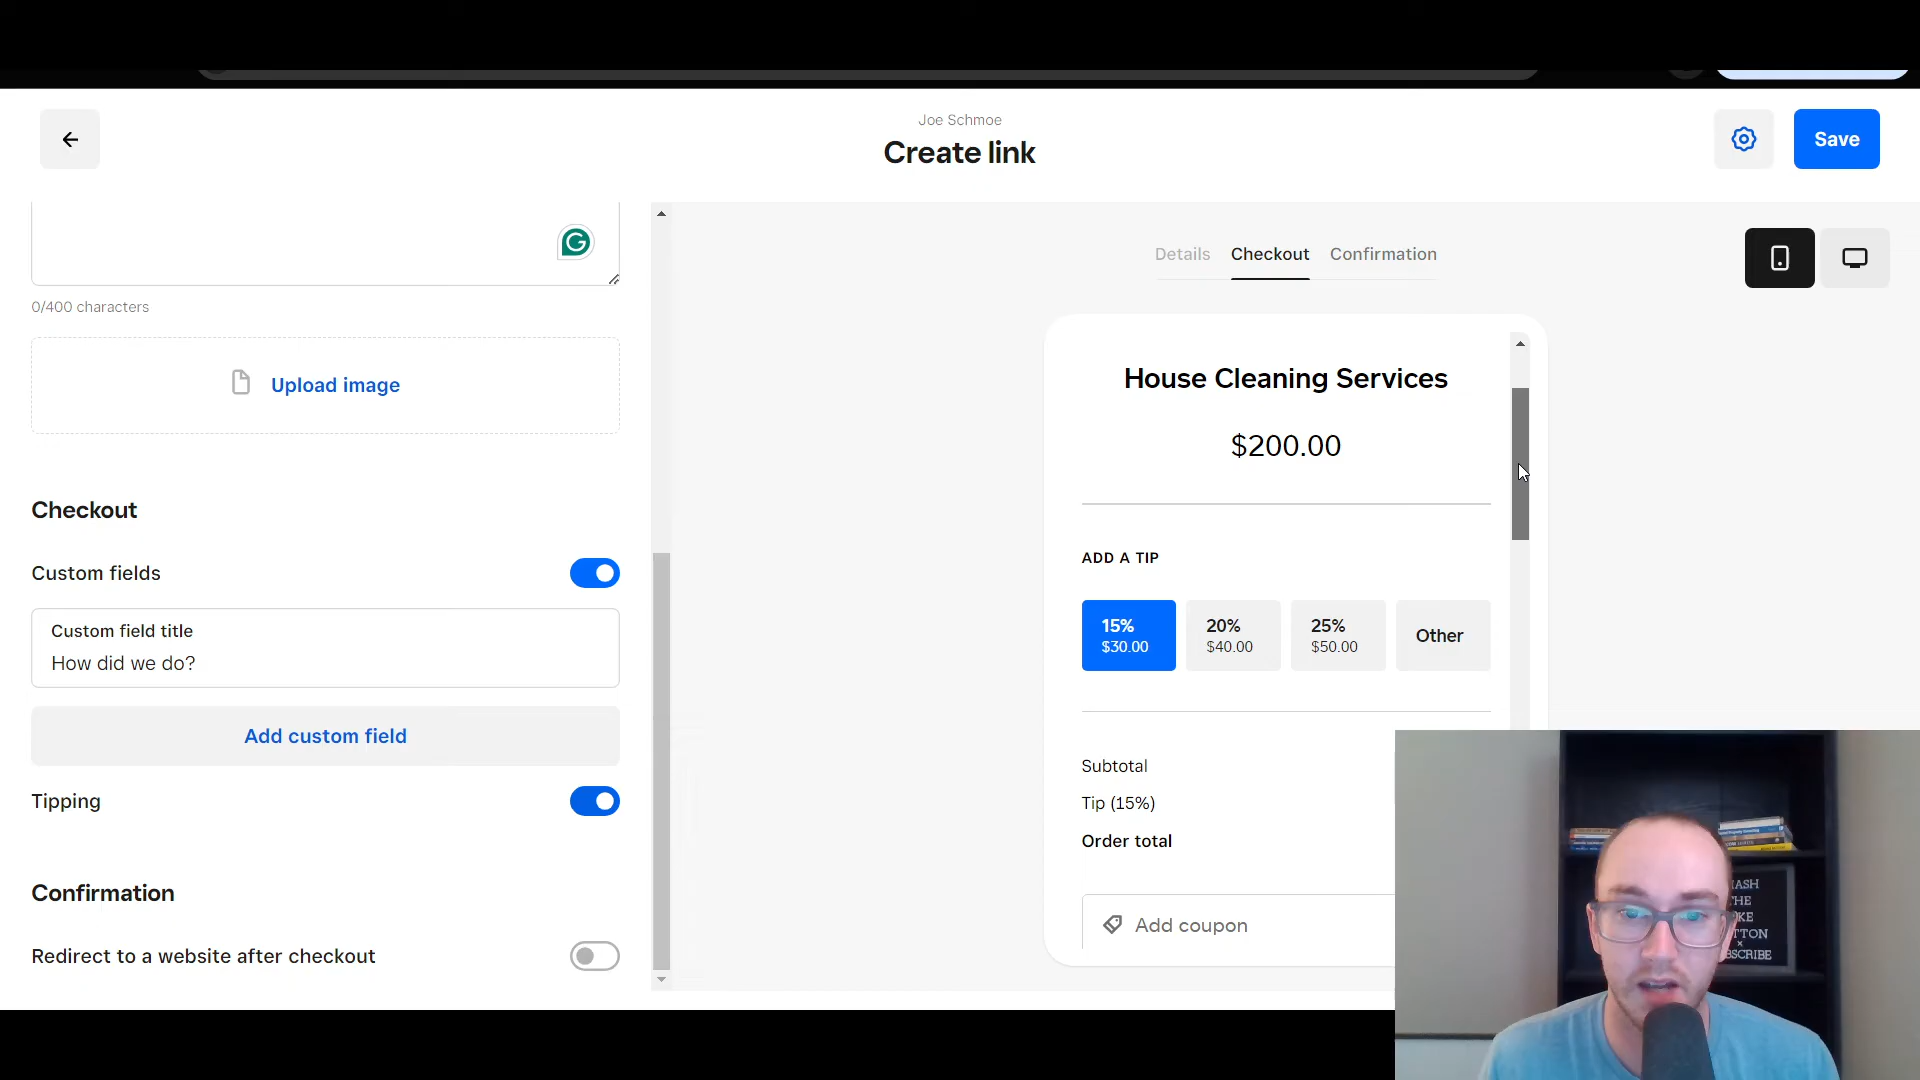 Joe Schmoe
Create link
Save
0/400 characters
Upload image
Checkout
Custom fields
Custom field title
How did we do?
Add custom field
Tipping
Confirmation
Redirect to a website after checkout
Details Checkout Confirmation
House Cleaning Services
$200.00
ADD A TIP
15% 20% 25% Other
$30.00 $40.00 $50.00
Subtotal
Tip (15%)
Order total
Add coupon